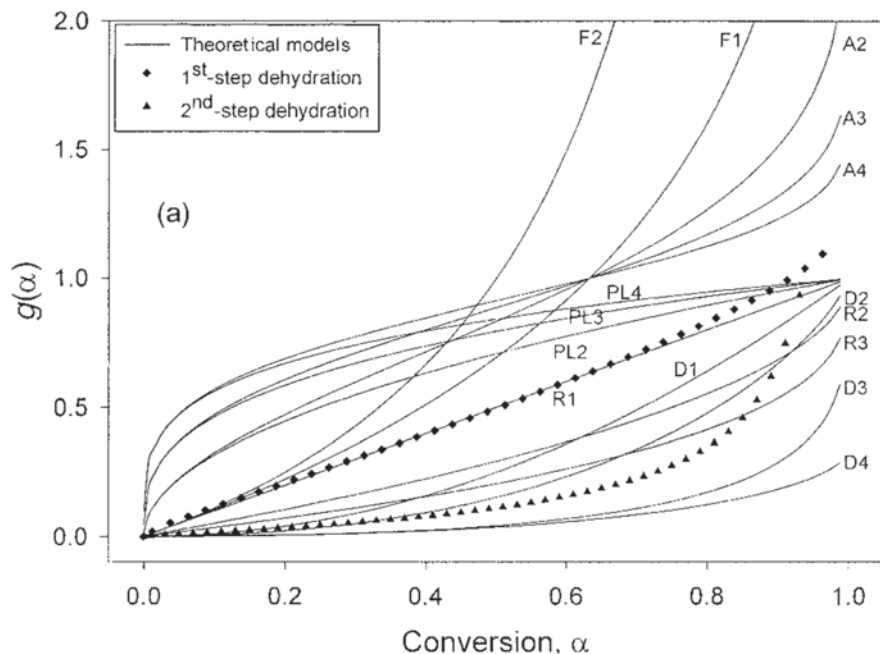 2.0
1.5
1.0
0.5
0.0
g(α)
Theoretical models
1st-step dehydration
2nd-step dehydration
(a)
F2
F1
A2
A3
A4
PL4
PL3
PL2
R1
D1
D2
R2
R3
D3
D4
0.0 0.2 0.4 0.6 0.8 1.0
Conversion, α